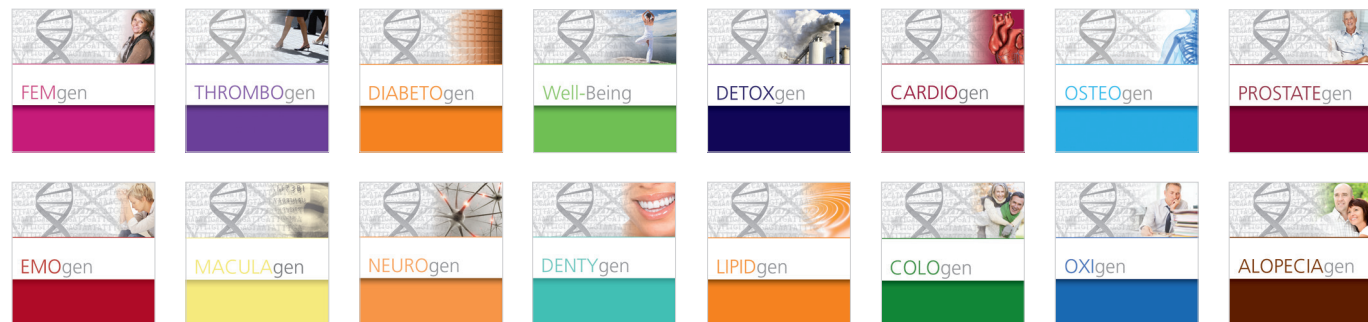 FEMgen
THROMBOgen
DIABETOgen
Well-Being
DETOXgen
CARDIOgen
OSTEOgen
PROSTATEgen
EMOgen
MACULAgen
NEUROgen
DENTYgen
LIPIDgen
COLOgen
OXIgen
ALOPECIAgen